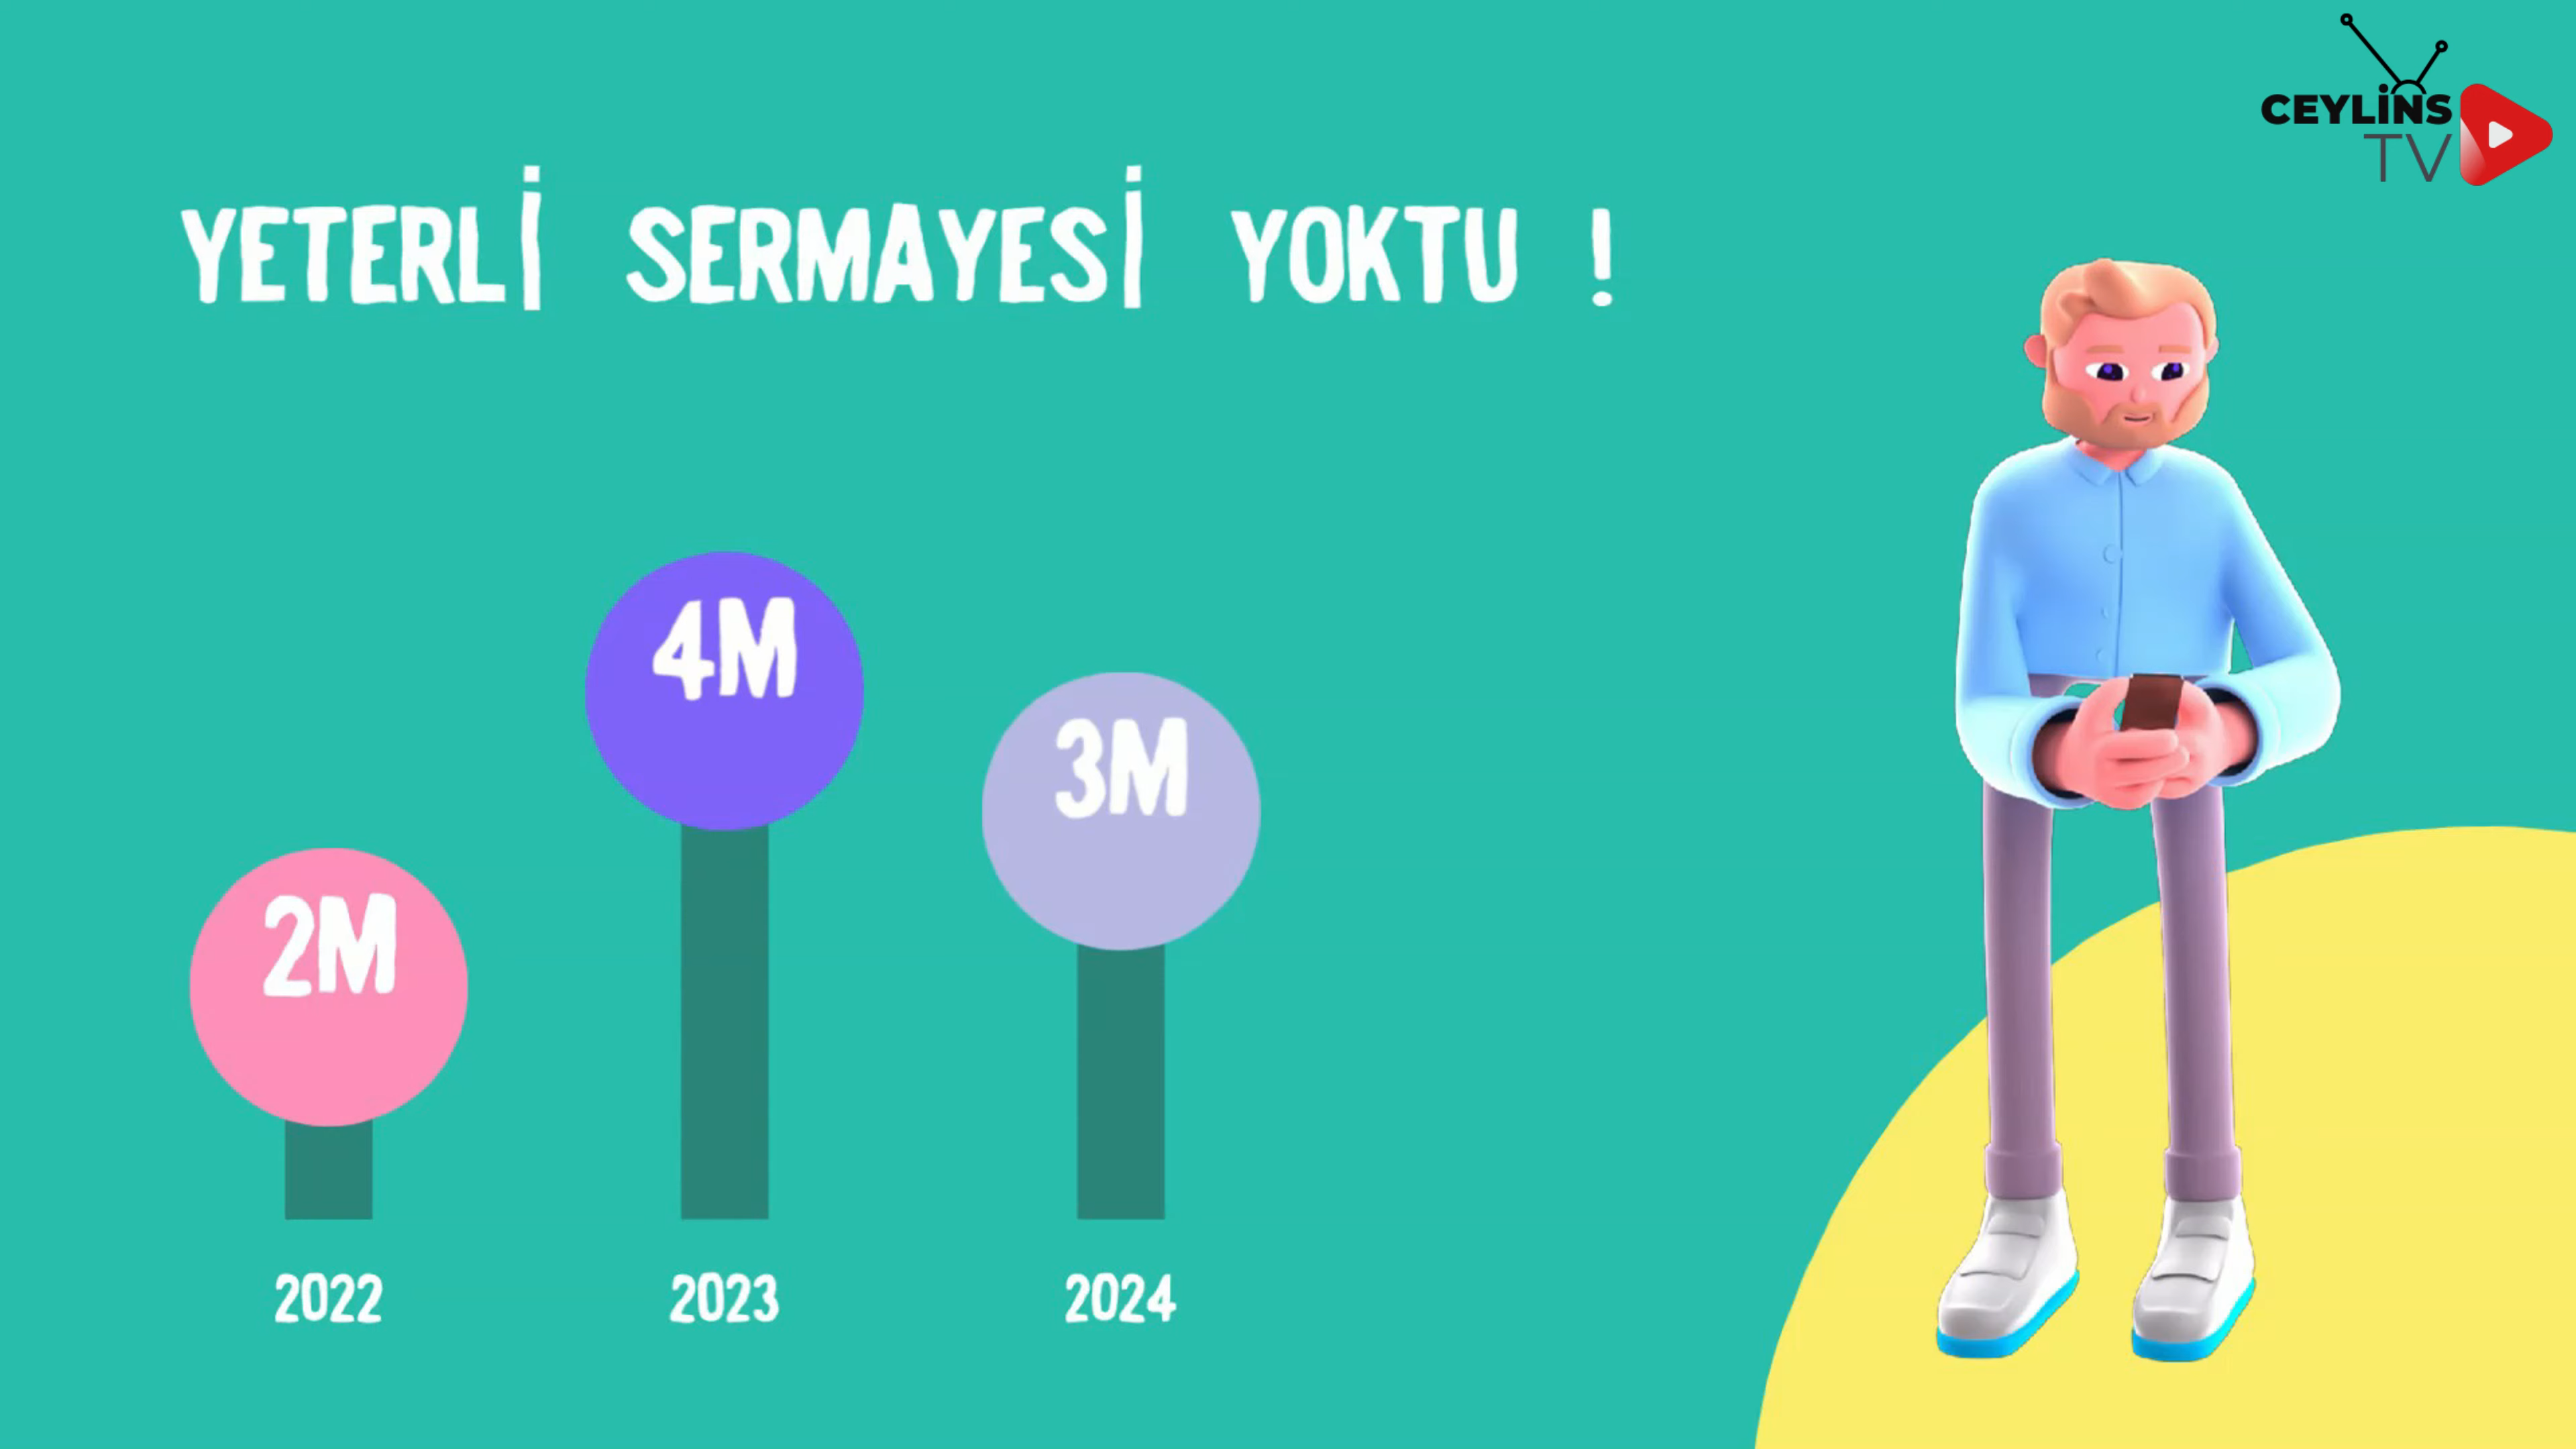 CEYLİNS
TV
YETERLİ SERMAYESİ YOKTU !
4M
3M
2M
2022 2023 2024